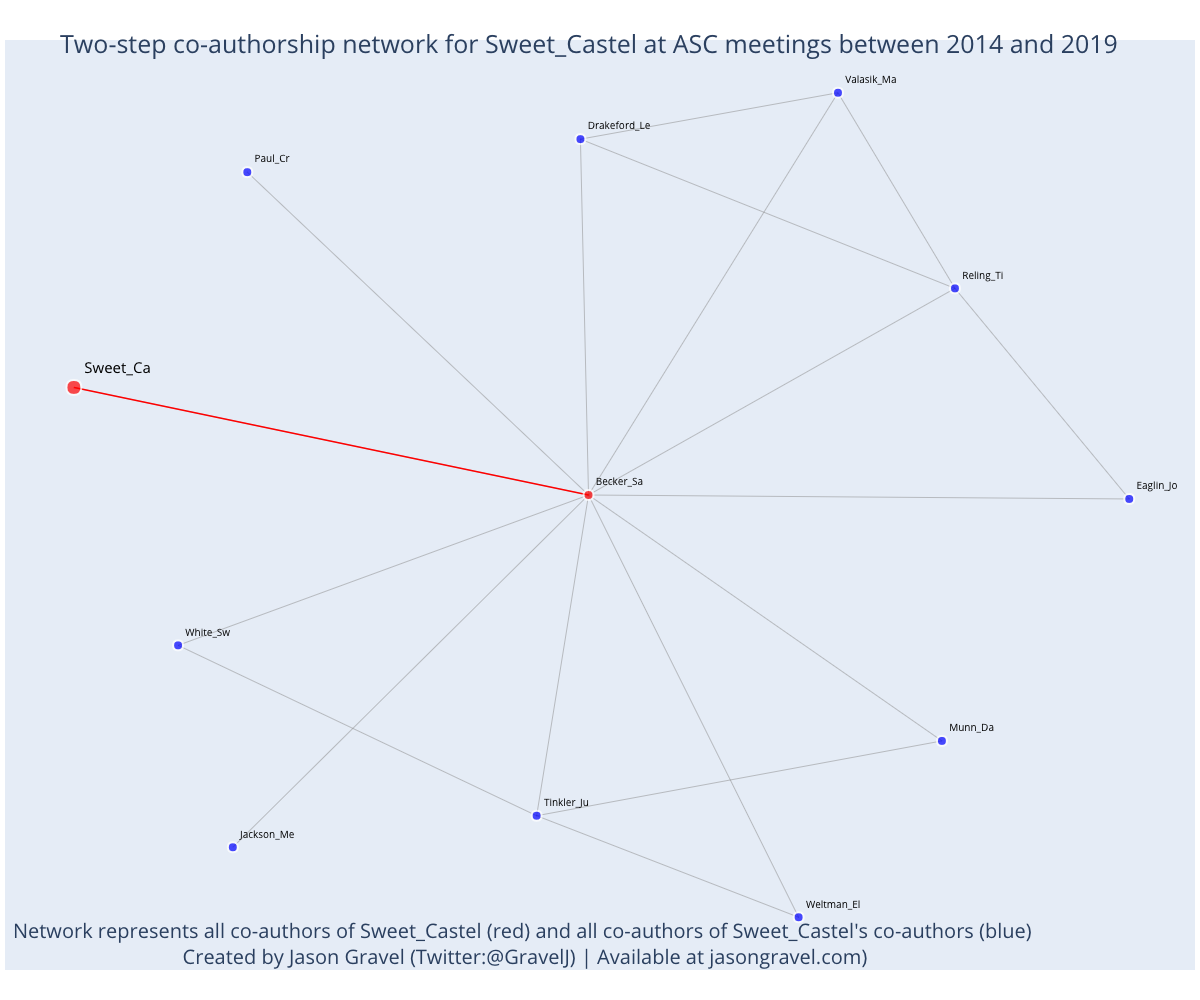 Two-step co-authorship network for Sweet_Castel at ASC meetings between 2014 and 2019
Valasik_Ma
Drakeford_Le
Paul_Cr
Reling_Ti
Sweet_Ca
Becker_Sa
Eaglin_Jo
White_Sw
Munn_Da
Tinkler_Ju
Jackson_Me
Weltman_El
Network represents all co-authors of Sweet_Castel (red) and all co-authors of Sweet_Castel's co-authors (blue)
Created by Jason Gravel (Twitter:@GravelJ) | Available at jasongravel.com)